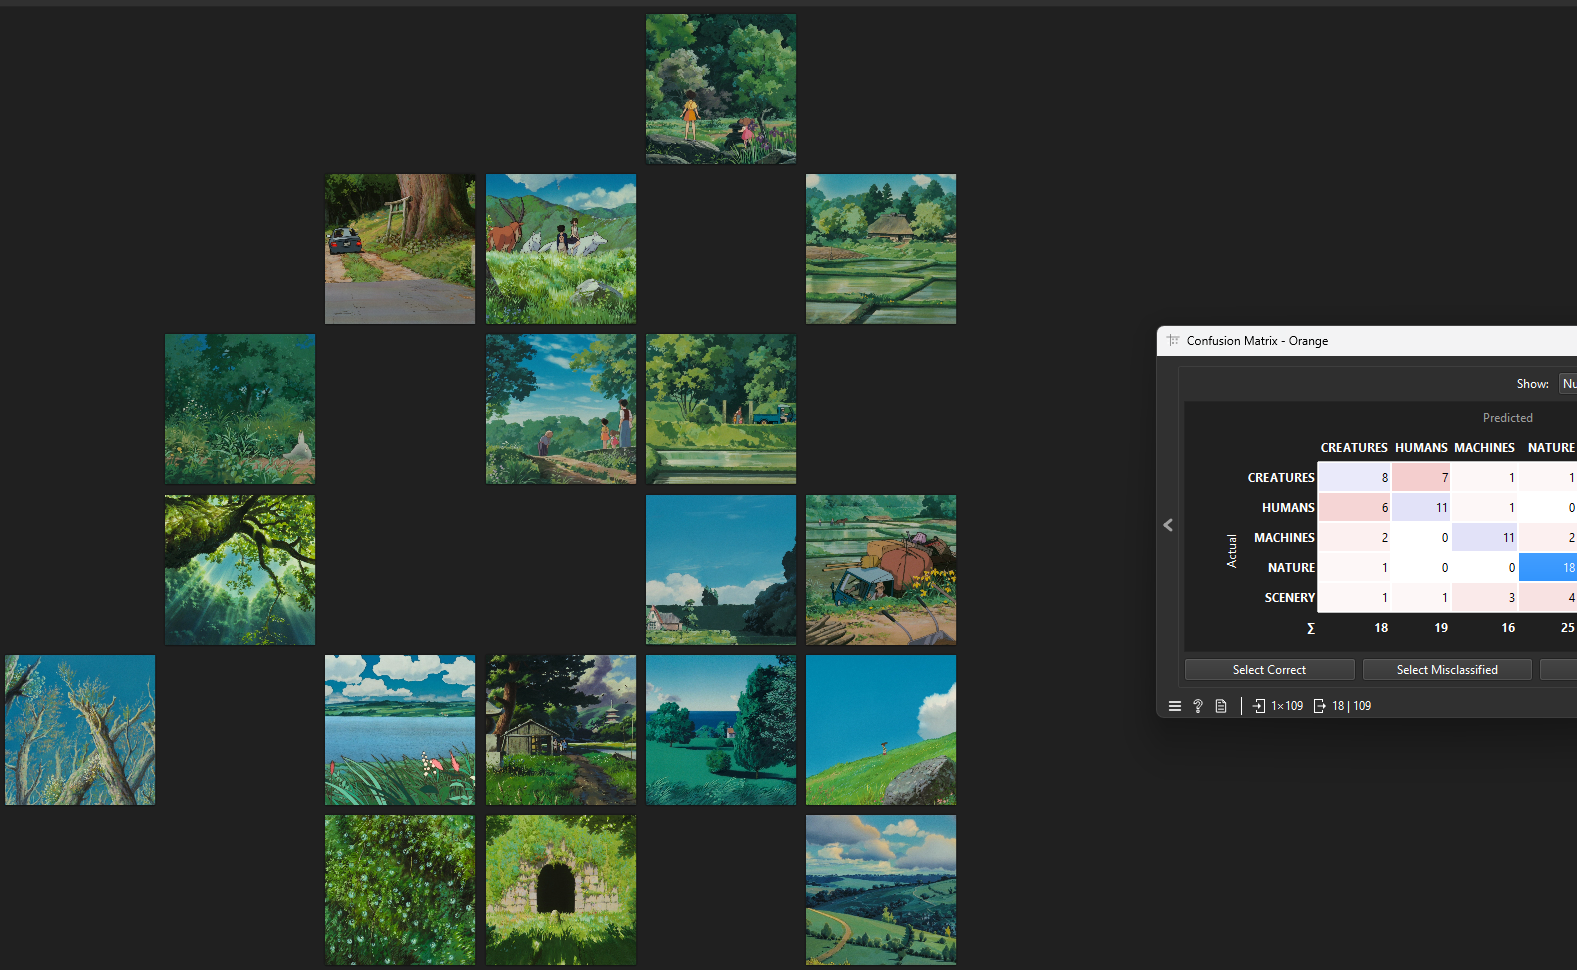 Confusion Matrix - Orange
Show: Nu
Predicted
CREATURES HUMANS MACHINES NATURE
CREATURES 8 7 1 1
HUMANS 6 11 1 0
Actual
MACHINES 2 0 11 2
NATURE 1 0 0 18
SCENERY 1 1 3 4
Σ 18 19 16 25
Select Correct Select Misclassified
? 1×109 18 | 109